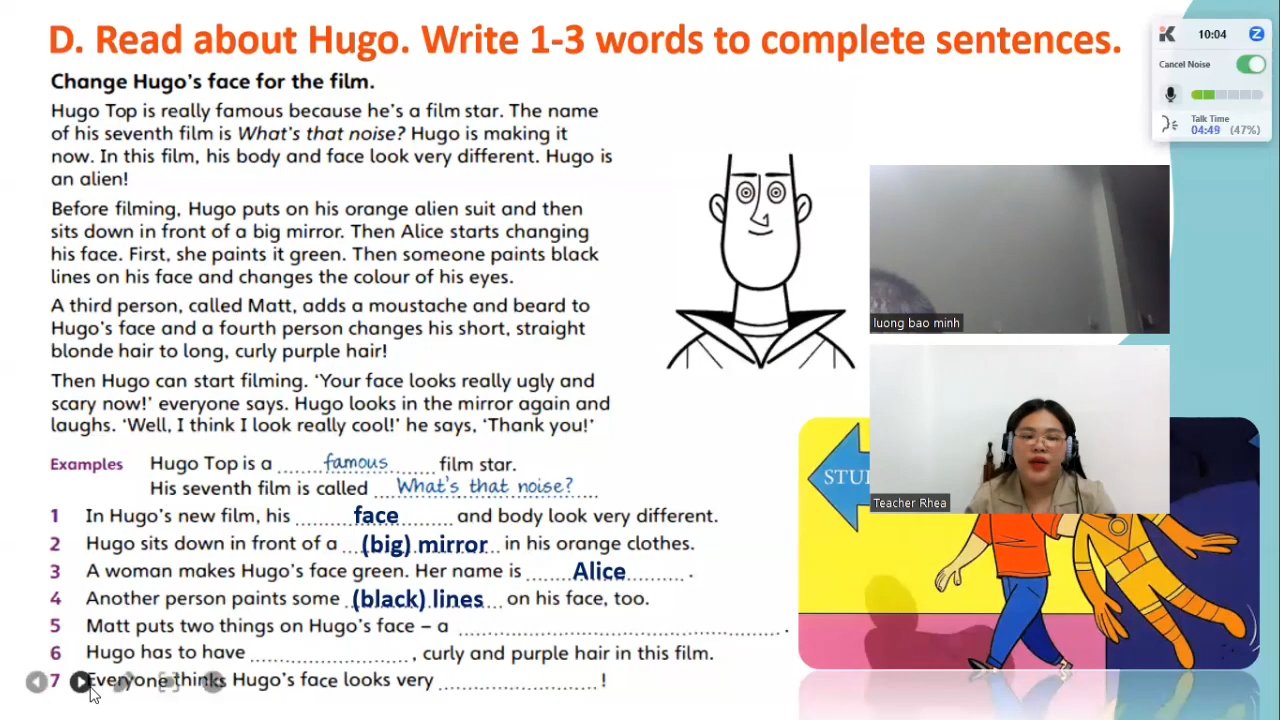 D. Read about Hugo. Write 1-3 words to complete sentences.
Change Hugo's face for the film.
Hugo Top is really famous because he's a film star. The name
of his seventh film is What's that noise? Hugo is making it
now. In this film, his body and face look very different. Hugo is
an alien!
Before filming, Hugo puts on his orange alien suit and then
sits down in front of a big mirror. Then Alice starts changing
his face. First, she paints it green. Then someone paints black
lines on his face and changes the colour of his eyes.
A third person, called Matt, adds a moustache and beard to
Hugo's face and a fourth person changes his short, straight
blonde hair to long, curly purple hair!
Then Hugo can start filming. 'Your face looks really ugly and
scary now!' everyone says. Hugo looks in the mirror again and
laughs. 'Well, I think I look really cool!' he says, 'Thank you!'
Examples Hugo Top is a famous film star.
His seventh film is called What's that noise?
1 In Hugo's new film, his face and body look very different.
2 Hugo sits down in front of a (big) mirror in his orange clothes.
3 A woman makes Hugo's face green. Her name is Alice.
4 Another person paints some (black) lines on his face, too.
5 Matt puts two things on Hugo's face – a .
6 Hugo has to have , curly and purple hair in this film.
7 Everyone thinks Hugo's face looks very !
10:04
Cancel Noise
Talk Time
04:49 (47%)
luong bao minh
Teacher Rhea
STU